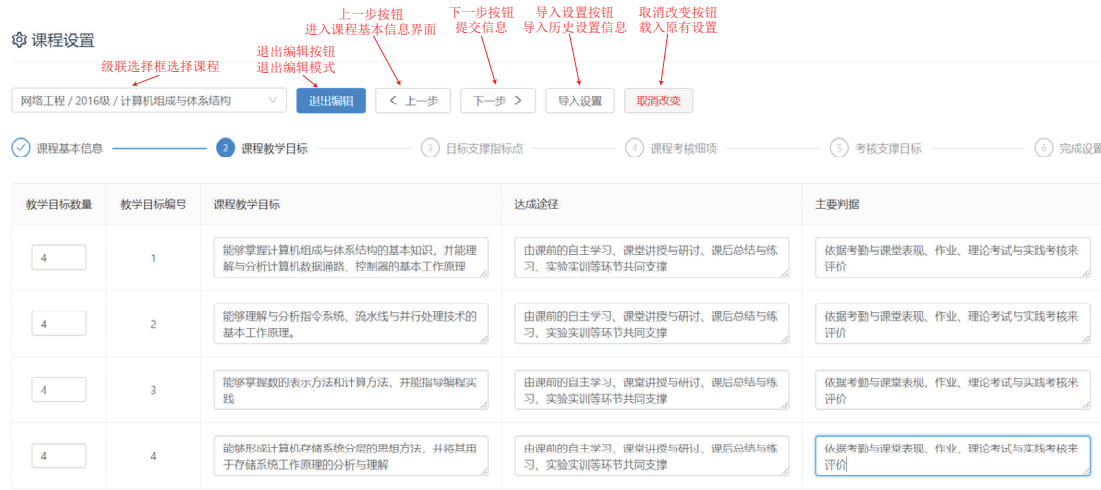 上一步按钮
进入课程基本信息界面
下一步按钮
提交信息
导入设置按钮
导入历史设置信息
取消改变按钮
载入原有设置
课程设置
级联选择框选择课程
退出编辑按钮
退出编辑模式
网络工程 / 2016级 / 计算机组成与体系结构
退出编辑
< 上一步
下一步 >
导入设置
取消改变
课程基本信息
2 课程教学目标
3 目标支撑指标点
4 课程考核细项
5 考核支撑目标
6 完成设置
教学目标数量 教学目标编号 课程教学目标 达成途径 主要判据
4
1
能够掌握计算机组成与体系结构的基本知识，并能理
解与分析计算机数据通路、控制器的基本工作原理
由课前的自主学习、课堂讲授与研讨、课后总结与练
习、实验实训等环节共同支撑
依据考勤与课堂表现、作业、理论考试与实践考核来
评价
4
2
能够理解与分析指令系统、流水线与并行处理技术的
基本工作原理。
由课前的自主学习、课堂讲授与研讨、课后总结与练
习、实验实训等环节共同支撑
依据考勤与课堂表现、作业、理论考试与实践考核来
评价
4
3
能够掌握数的表示方法和计算方法，并能指导编程实
践
由课前的自主学习、课堂讲授与研讨、课后总结与练
习、实验实训等环节共同支撑
依据考勤与课堂表现、作业、理论考试与实践考核来
评价
4
4
能够形成计算机存储系统分层的思想方法，并将其用
于存储系统工作原理的分析与理解
由课前的自主学习、课堂讲授与研讨、课后总结与练
习、实验实训等环节共同支撑
依据考勤与课堂表现、作业、理论考试与实践考核来
评价